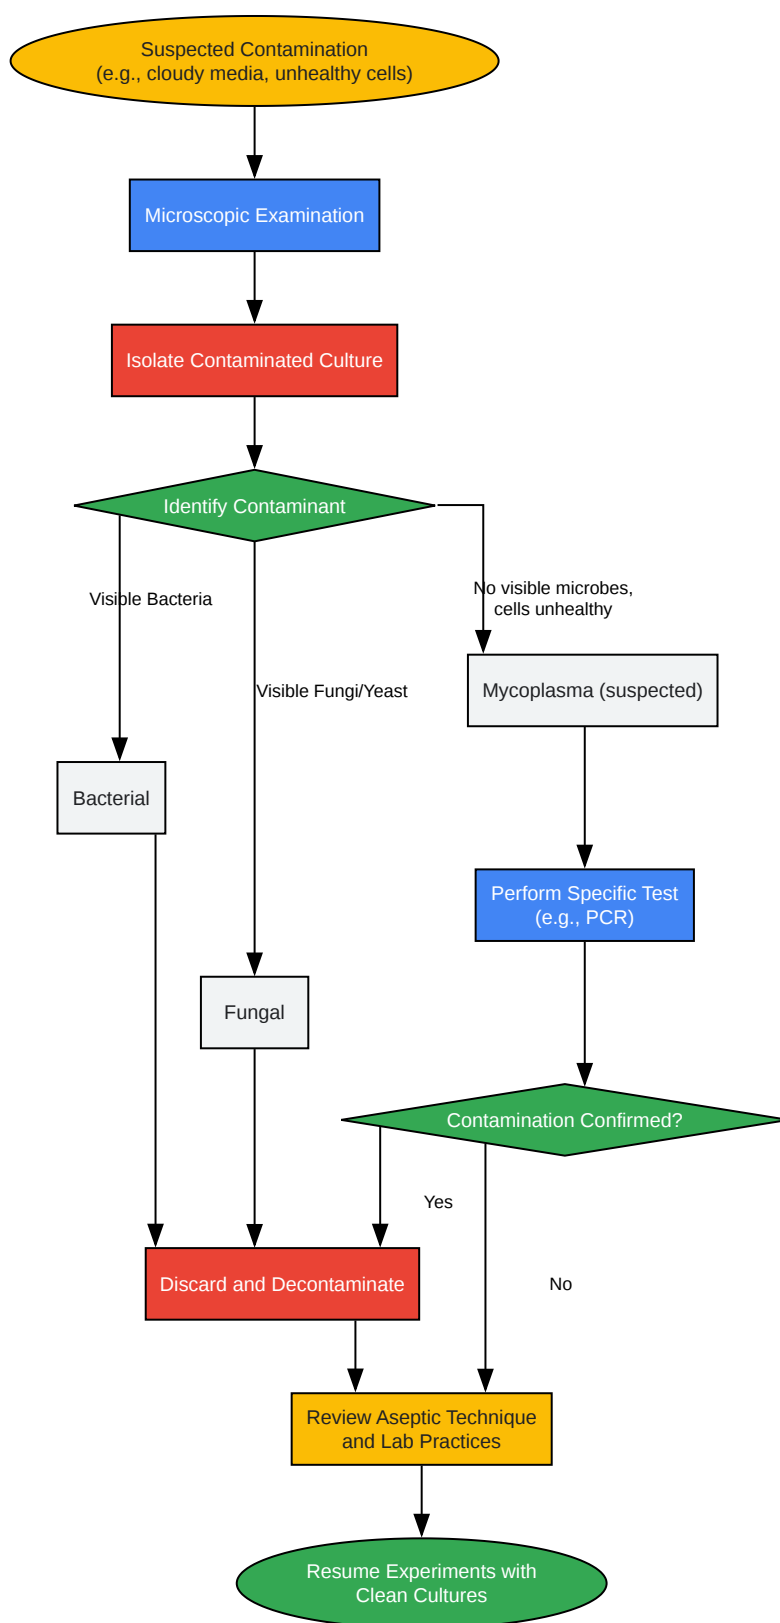 Suspected Contamination
(e.g., cloudy media, unhealthy cells)
Microscopic Examination
Isolate Contaminated Culture
Identify Contaminant
Visible Bacteria
No visible microbes,
cells unhealthy
Visible Fungi/Yeast
Mycoplasma (suspected)
Bacterial
Perform Specific Test
(e.g., PCR)
Fungal
Contamination Confirmed?
Yes
No
Discard and Decontaminate
Review Aseptic Technique
and Lab Practices
Resume Experiments with
Clean Cultures